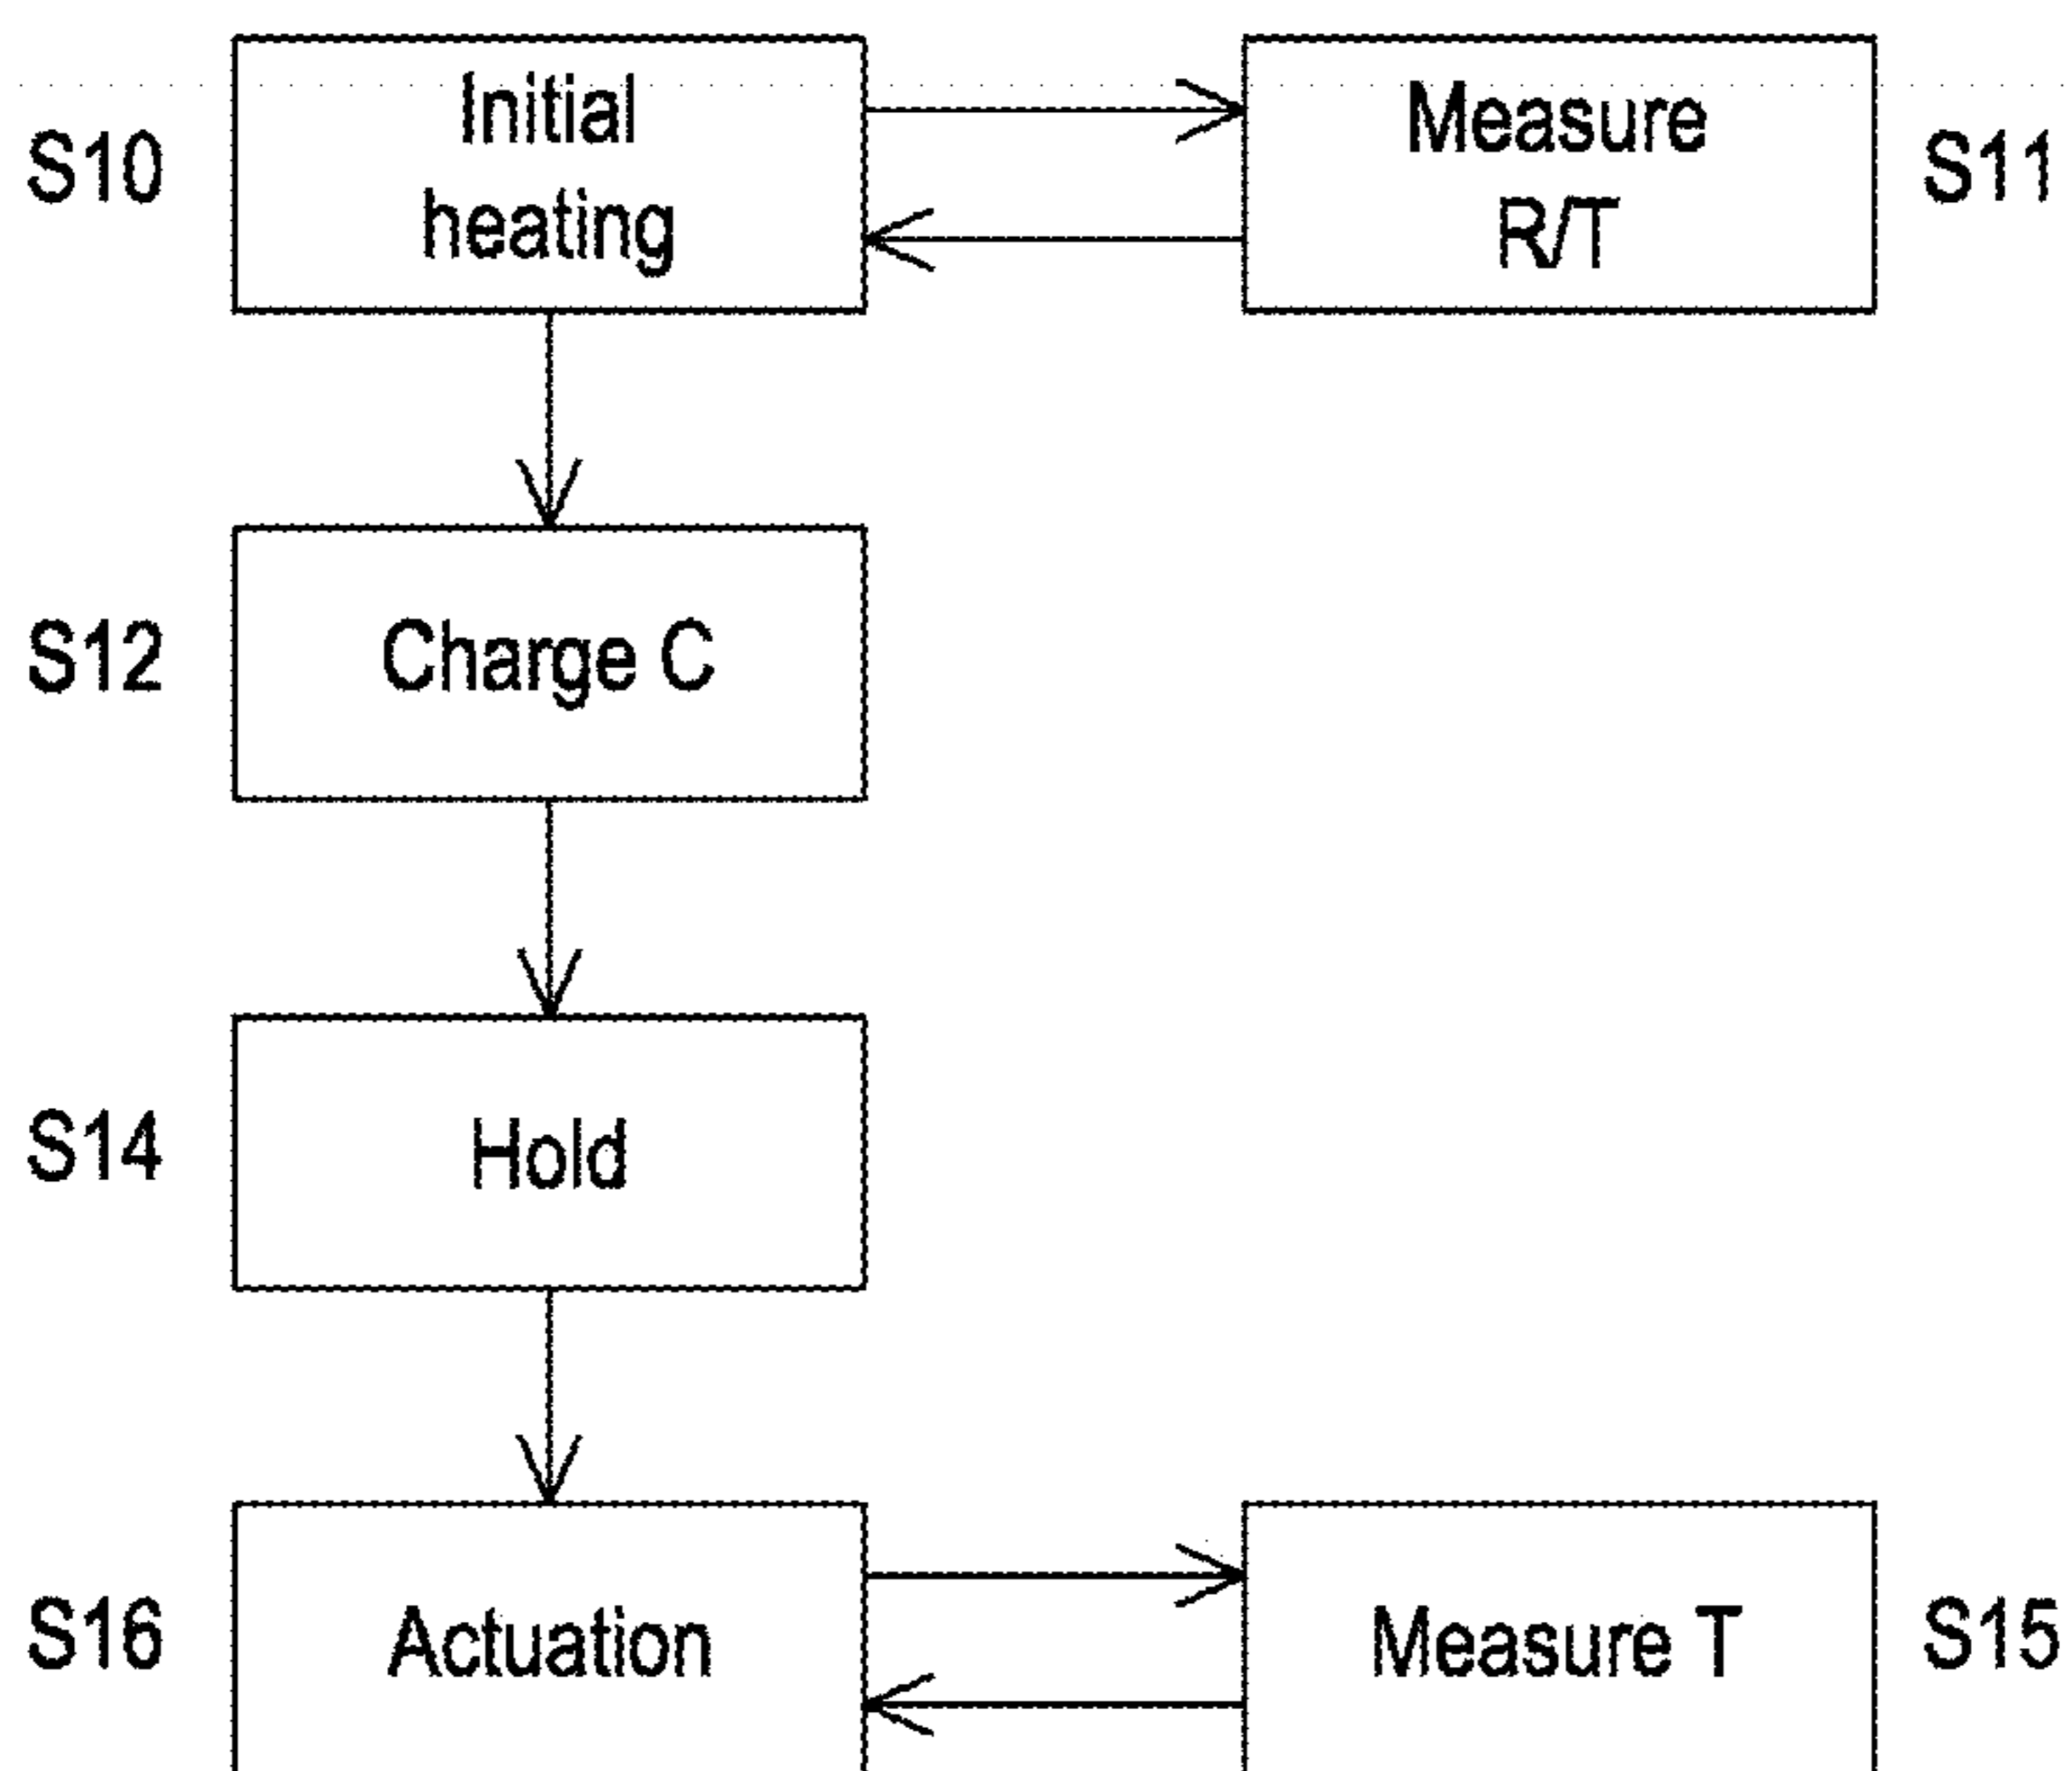 S10
Initial
heating
Measure
R/T
S11
S12
Charge C
S14
Hold
S16
Actuation
Measure T
S15